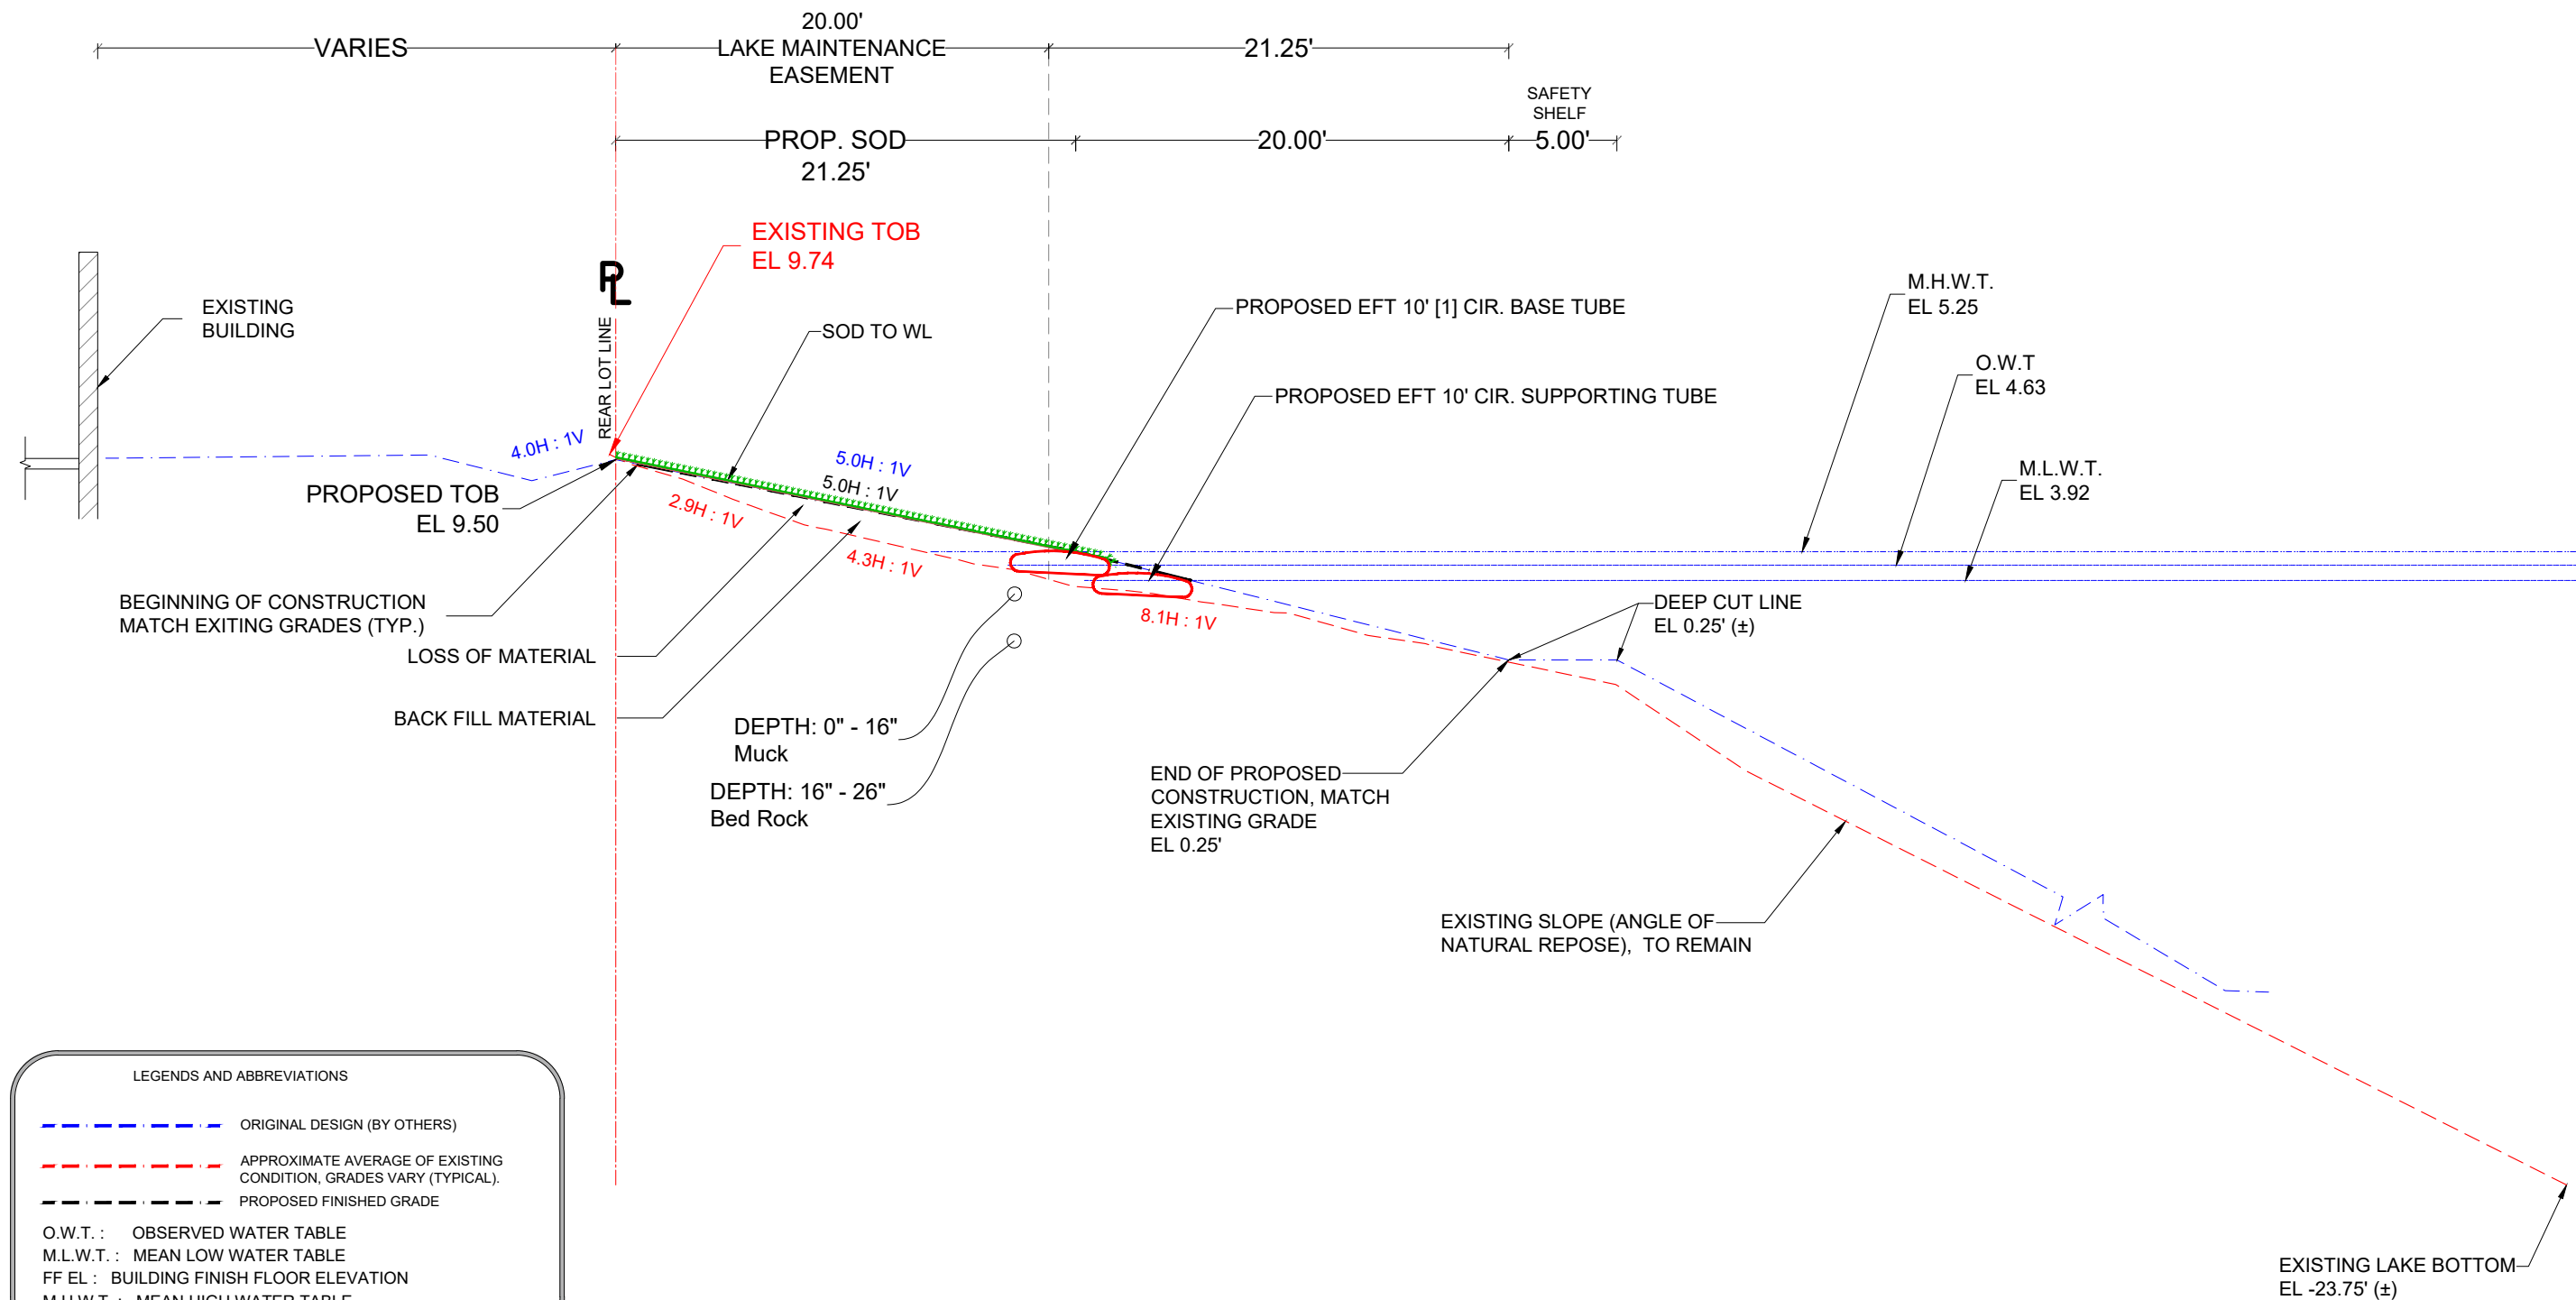 20.00'
VARIES
LAKE MAINTENANCE
21.25'
EASEMENT
SAFETY
SHELF
PROP. SOD
20.00'
5.00'
21.25'
EXISTING TOB
EL 9.74
PL
M.H.W.T.
EL 5.25
EXISTING
BUILDING
PROPOSED EFT 10' [1] CIR. BASE TUBE
SOD TO WL
REAR LOT LINE
O.W.T
EL 4.63
PROPOSED EFT 10' CIR. SUPPORTING TUBE
4.0H : 1V
5.0H : 1V
5.0H : 1V
M.L.W.T.
EL 3.92
PROPOSED TOB
EL 9.50
2.9H : 1V
4.3H : 1V
BEGINNING OF CONSTRUCTION
MATCH EXITING GRADES (TYP.)
8.1H : 1V
DEEP CUT LINE
EL 0.25' (±)
LOSS OF MATERIAL
BACK FILL MATERIAL
DEPTH: 0" - 16"
Muck
DEPTH: 16" - 26"
Bed Rock
END OF PROPOSED
CONSTRUCTION, MATCH
EXISTING GRADE
EL 0.25'
EXISTING SLOPE (ANGLE OF
NATURAL REPOSE), TO REMAIN
LEGENDS AND ABBREVIATIONS
ORIGINAL DESIGN (BY OTHERS)
APPROXIMATE AVERAGE OF EXISTING
CONDITION, GRADES VARY (TYPICAL).
PROPOSED FINISHED GRADE
O.W.T. : OBSERVED WATER TABLE
M.L.W.T. : MEAN LOW WATER TABLE
FF EL : BUILDING FINISH FLOOR ELEVATION
M.H.W.T. : MEAN HIGH WATER TABLE
EXISTING LAKE BOTTOM
EL -23.75' (±)